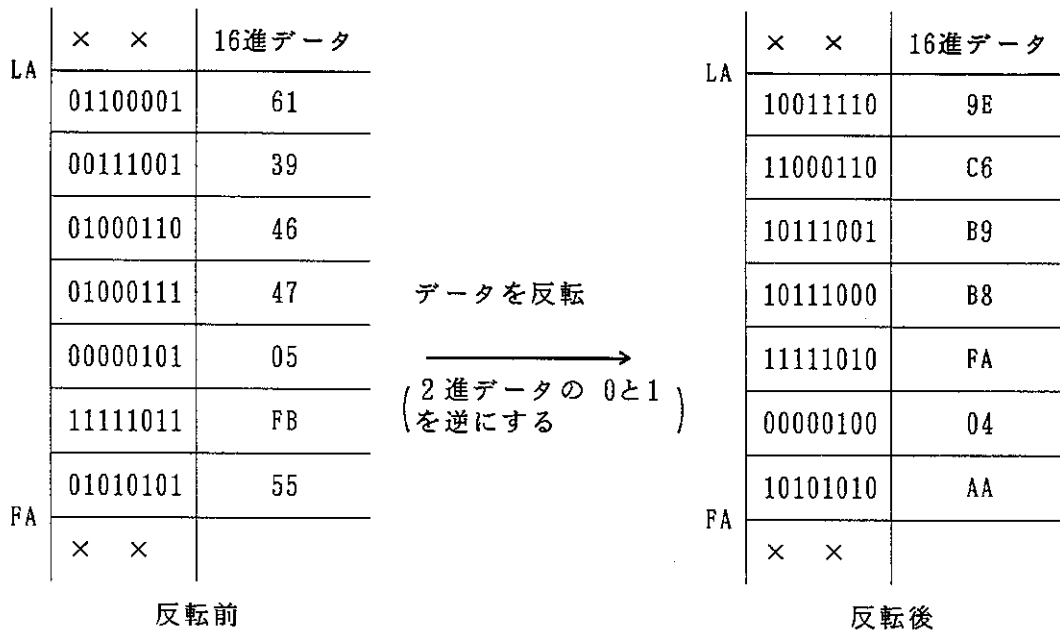 × × 16進データ
LA
01100001 61
00111001 39
01000110 46
01000111 47
00000101 05
11111011 FB
01010101 55
FA
× ×
反転前
データを反転
(2進データの 0と1
を逆にする)
× × 16進データ
LA
10011110 9E
11000110 C6
10111001 B9
10111000 B8
11111010 FA
00000100 04
10101010 AA
FA
× ×
反転後